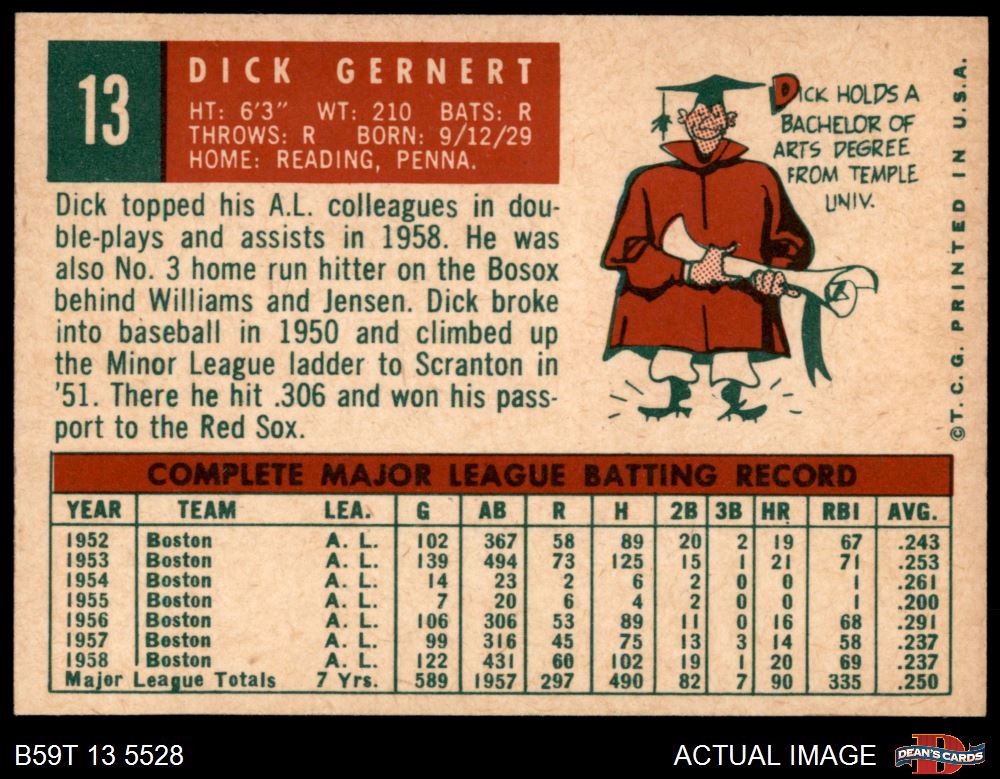 13
DICK GERNERT
HT: 6'3" WT: 210 BATS: R
THROWS: R BORN: 9/12/29
HOME: READING, PENNA.
Dick topped his A.L. colleagues in dou-
ble-plays and assists in 1958. He was
also No. 3 home run hitter on the Bosox
behind Williams and Jensen. Dick broke
into baseball in 1950 and climbed up
the Minor League ladder to Scranton in
'51. There he hit .306 and won his pass-
port to the Red Sox.
DICK HOLDS A
BACHELOR OF
ARTS DEGREE
FROM TEMPLE
UNIV.
©T. C. G. PRINTED IN U.S.A.
COMPLETE MAJOR LEAGUE BATTING RECORD
YEAR TEAM LEA. G AB R H 2B 3B HR RBI AVG.
1952 Boston A. L. 102 367 58 89 20 2 19 67 .243
1953 Boston A. L. 139 494 73 125 15 1 21 71 .253
1954 Boston A. L. 14 23 2 6 2 0 0 1 .261
1955 Boston A. L. 7 20 6 4 2 0 0 1 .200
1956 Boston A. L. 106 306 53 89 11 0 16 68 .291
1957 Boston A. L. 99 316 45 75 13 3 14 58 .237
1958 Boston A. L. 122 431 60 102 19 1 20 69 .237
Major League Totals 7 Yrs. 589 1957 297 490 82 7 90 335 .250
B59T 13 5528
ACTUAL IMAGE
D
DEAN'S CARDS